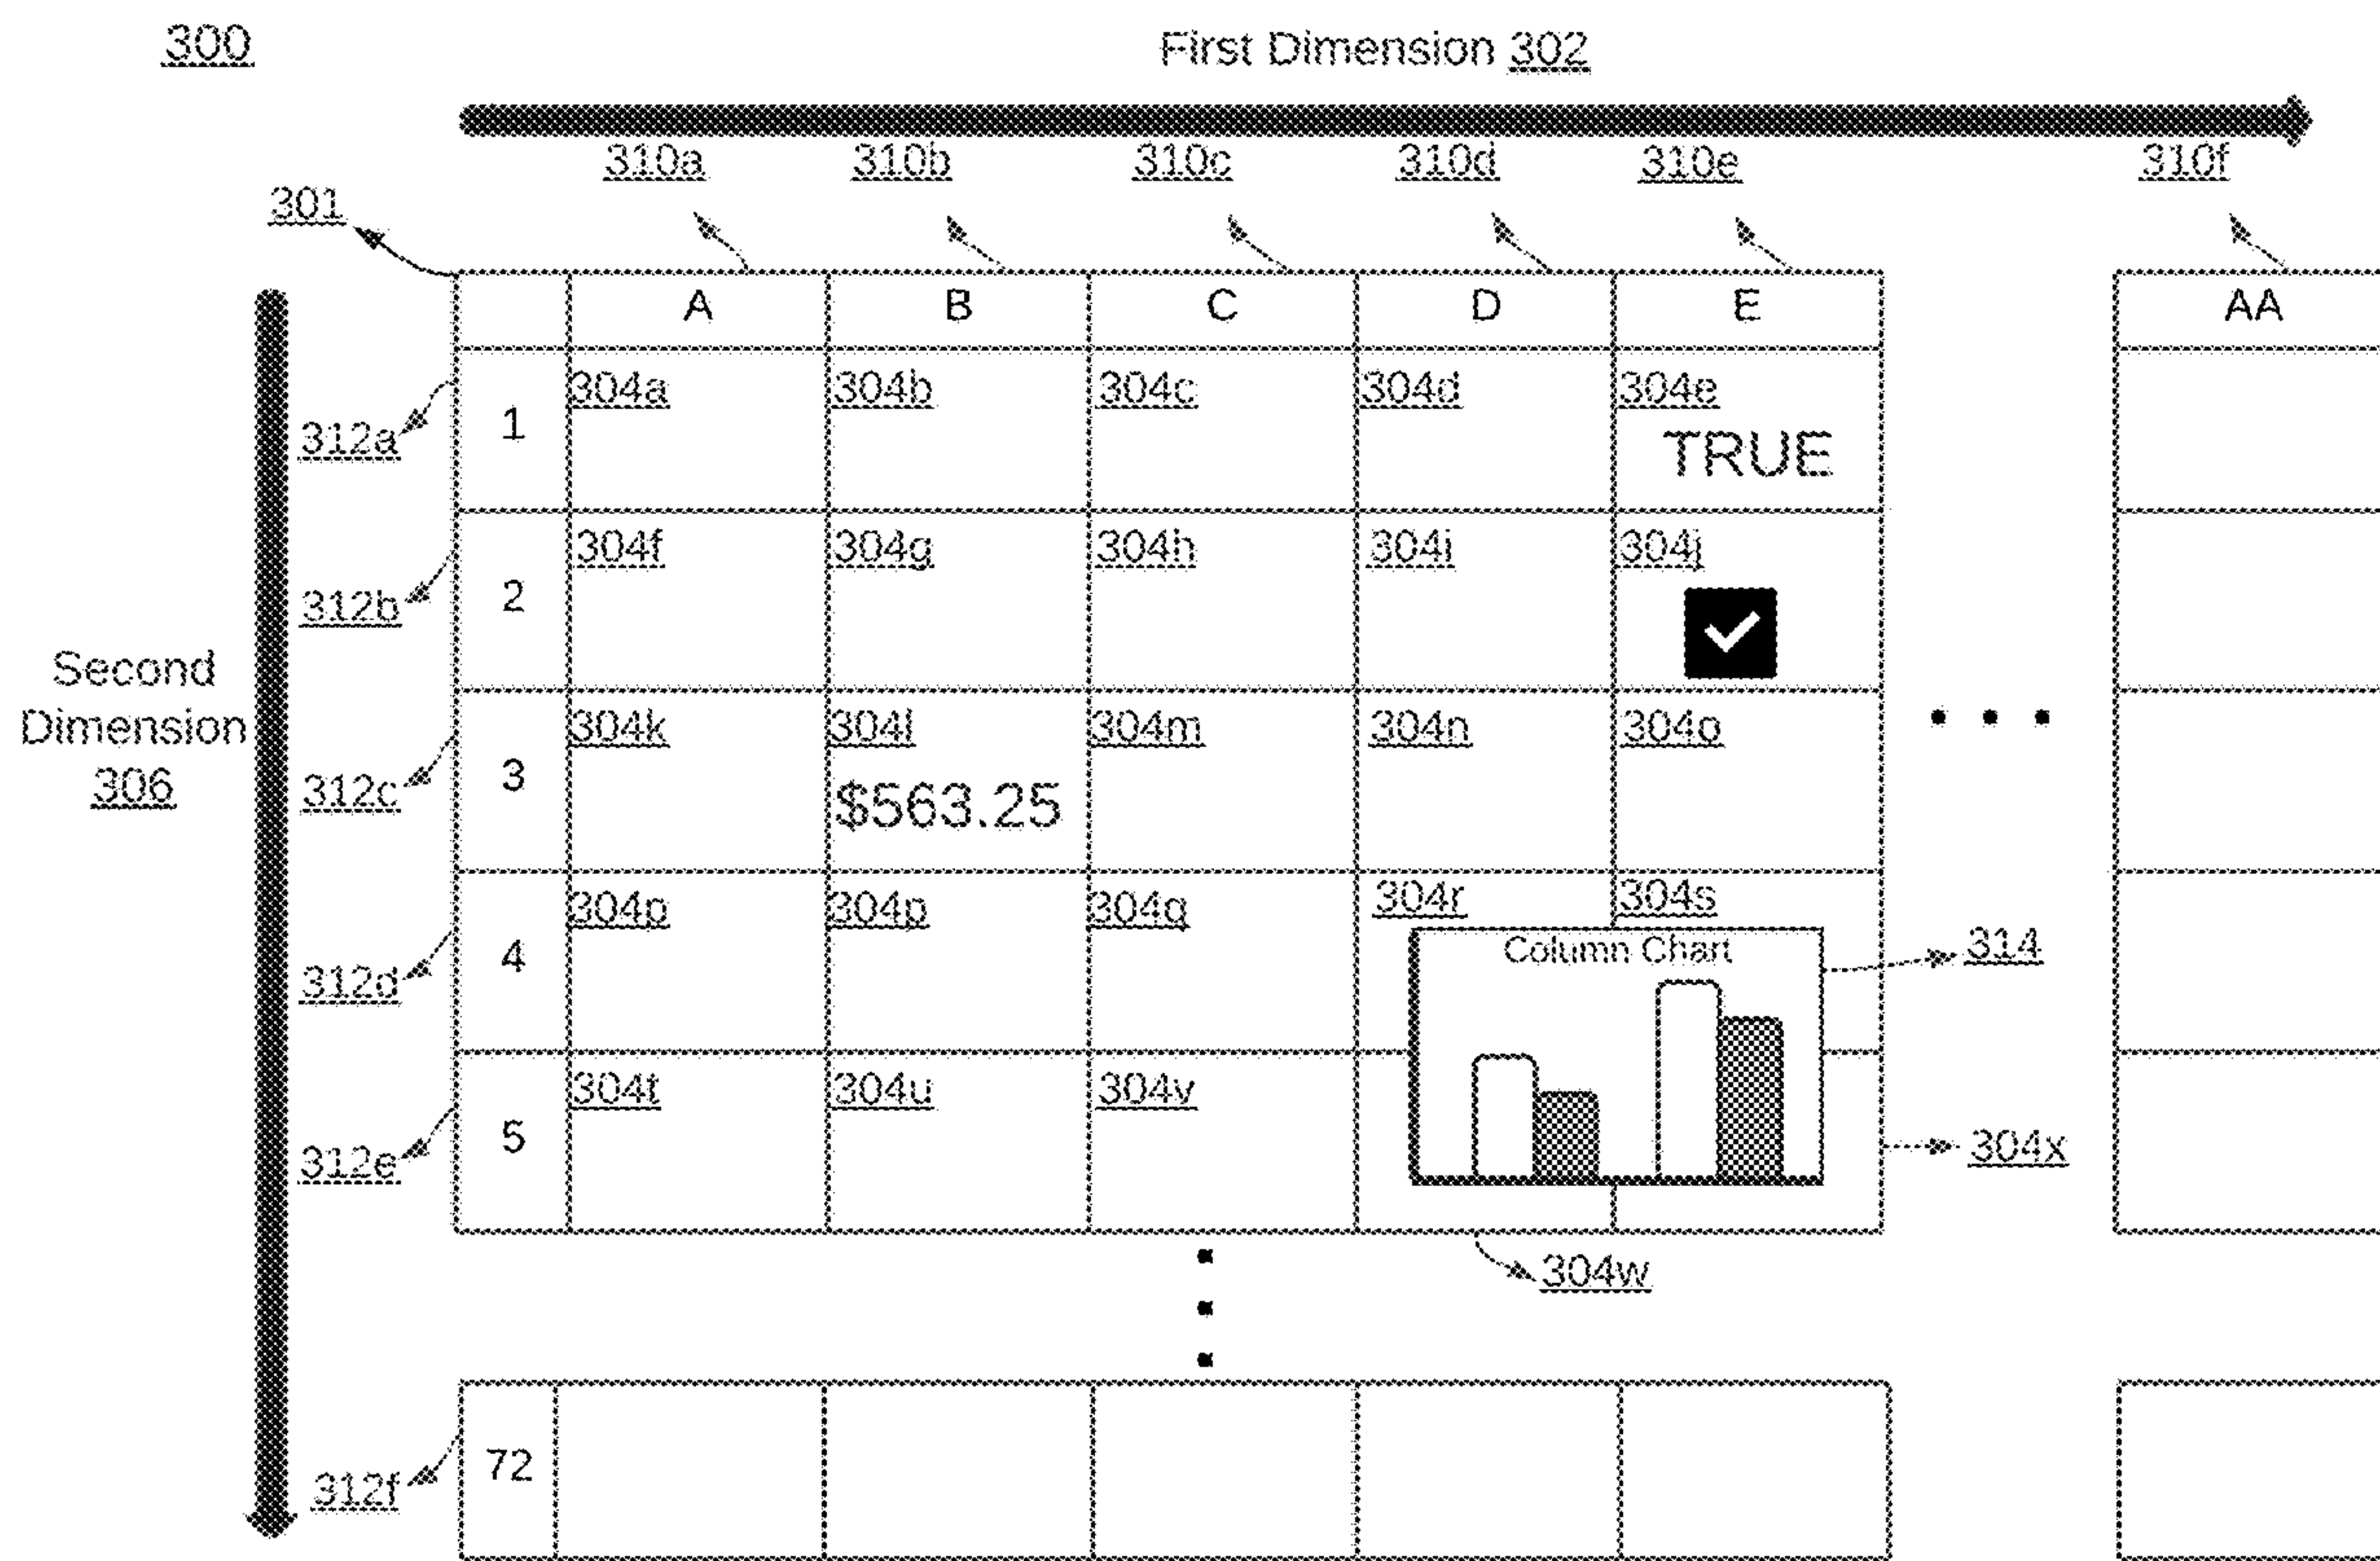 300
First Dimension 302
310a 310b 310c 310d 310e 310f
301
A B C D E AA
304a 304b 304c 304d 304e
312a 1 TRUE
304f 304g 304h 304i 304j
312b 2
Second
Dimension
306
304k 304l 304m 304n 304o
312c 3 $563.25
304p 304p 304q 304r 304s
Column Chart 314
312d 4
304t 304u 304v
312e 5 304x
304w
312f 72